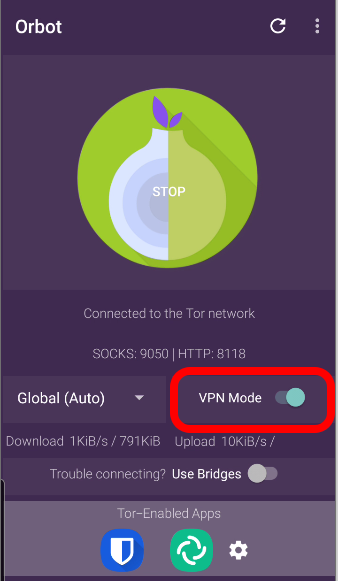 Orbot
STOP
Connected to the Tor network
SOCKS: 9050 | HTTP: 8118
Global (Auto)
VPN Mode
Download 1KiB/s / 791KiB
Upload 10KiB/s /
Trouble connecting? Use Bridges
Tor-Enabled Apps